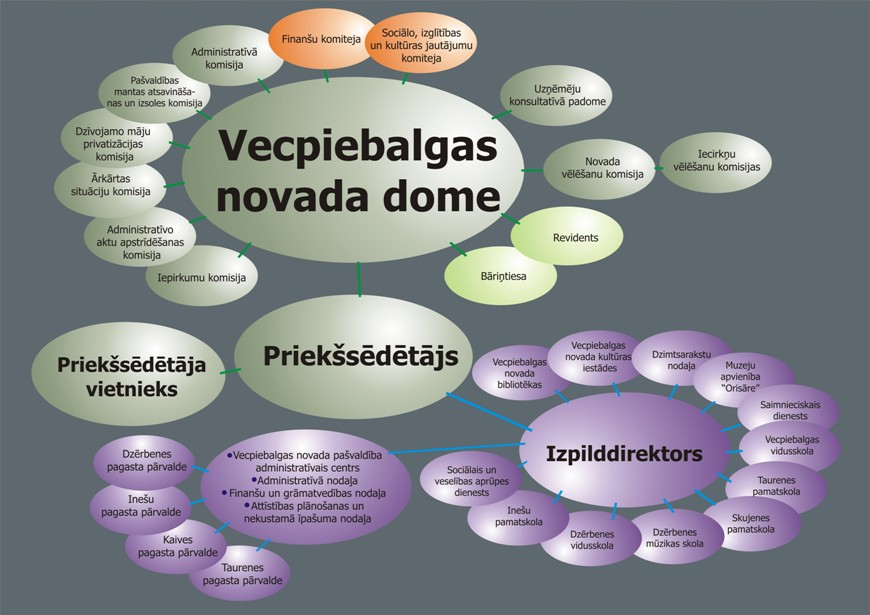 Finanšu komiteja
Sociālo, izglītības
un kultūras jautājumu
komiteja
Administratīvā
komisija
Pašvaldības
mantas atsavināša-
nas un izsoles komisija
Dzīvojamo māju
privatizācijas
komisija
Ārkārtas
situāciju komisija
Administratīvo
aktu apstrīdēšanas
komisija
Iepirkumu komisija
Vecpiebalgas
novada dome
Uzņēmēju
konsultatīvā padome
Novada
vēlēšanu komisija
Iecirkņu
vēlēšanu komisijas
Revidents
Bāriņtiesa
Priekšsēdētājs
Priekšsēdētāja
vietnieks
Vecpiebalgas
novada
bibliotēkas
Vecpiebalgas
novada kultūras
iestādes
Dzimtsarakstu
nodaļa
Muzeju
apvienība
"Orisāre"
Saimnieciskais
dienests
Vecpiebalgas
vidusskola
Taurenes
pamatskola
Skujenes
pamatskola
Dzērbenes
mūzikas skola
Dzērbenes
vidusskola
Inešu
pamatskola
Sociālais un
veselības aprūpes
dienests
Izpilddirektors
•Vecpiebalgas novada pašvaldība
administratīvais centrs
•Administratīvā nodaļa
•Finanšu un grāmatvedības nodaļa
•Attīstības plānošanas un
nekustamā īpašuma nodaļa
Dzērbenes
pagasta pārvalde
Inešu
pagasta pārvalde
Kaives
pagasta pārvalde
Taurenes
pagasta pārvalde